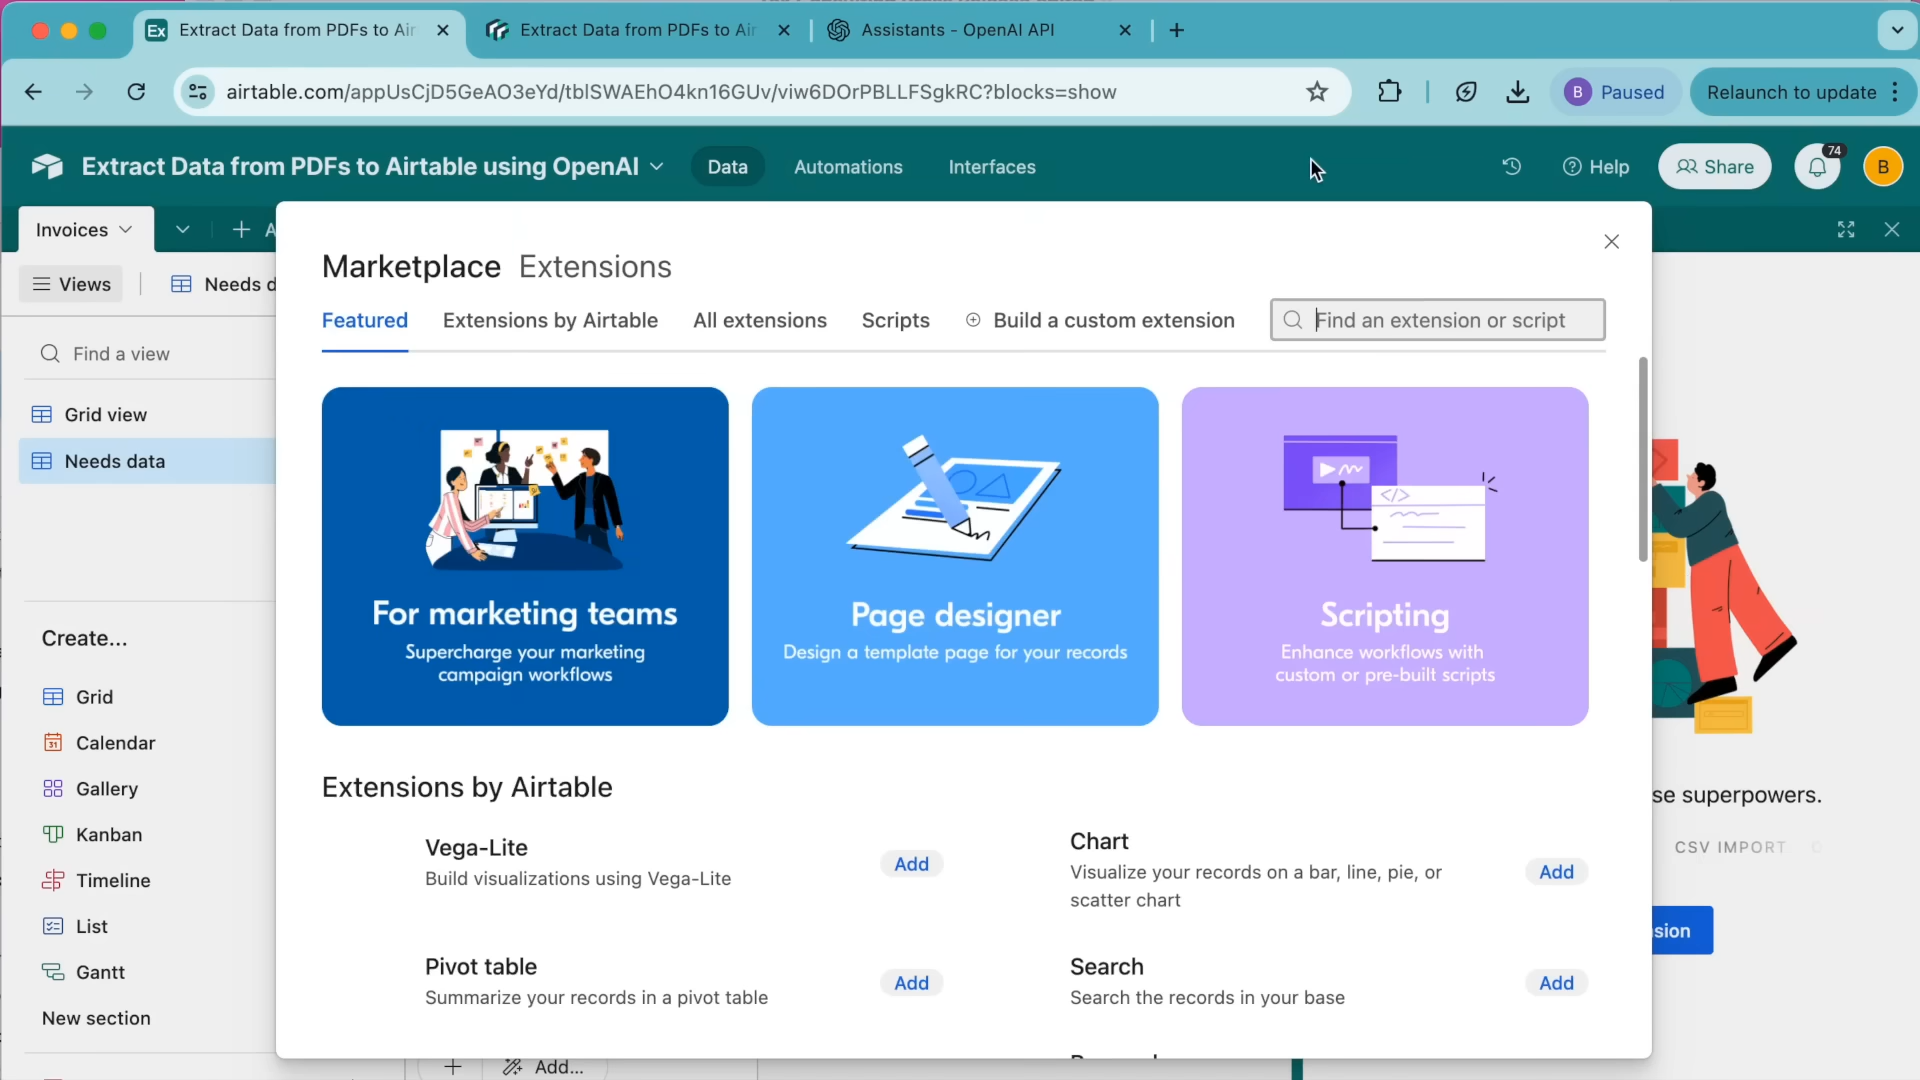 Ex Extract Data from PDFs to Air
Extract Data from PDFs to Air
Assistants - OpenAI API
airtable.com/appUsCjD5GeAO3eYd/tblSWAEhO4kn16GUv/viw6DOrPBLLFSgkRC?blocks=show
B Paused
Relaunch to update
Extract Data from PDFs to Airtable using OpenAI
Data
Automations
Interfaces
Help
Share
74
B
Invoices
A
Views
Needs d
Find a view
Grid view
Needs data
Create...
Grid
31 Calendar
Gallery
Kanban
Timeline
List
Gantt
New section
Marketplace Extensions
Featured
Extensions by Airtable
All extensions
Scripts
Build a custom extension
Find an extension or script
For marketing teams
Supercharge your marketing
campaign workflows
Page designer
Design a template page for your records
Scripting
Enhance workflows with
custom or pre-built scripts
Extensions by Airtable
Vega-Lite
Build visualizations using Vega-Lite
Add
Chart
Visualize your records on a bar, line, pie, or
scatter chart
Add
Pivot table
Summarize your records in a pivot table
Add
Search
Search the records in your base
Add
se superpowers.
CSV IMPORT
sion
Add...